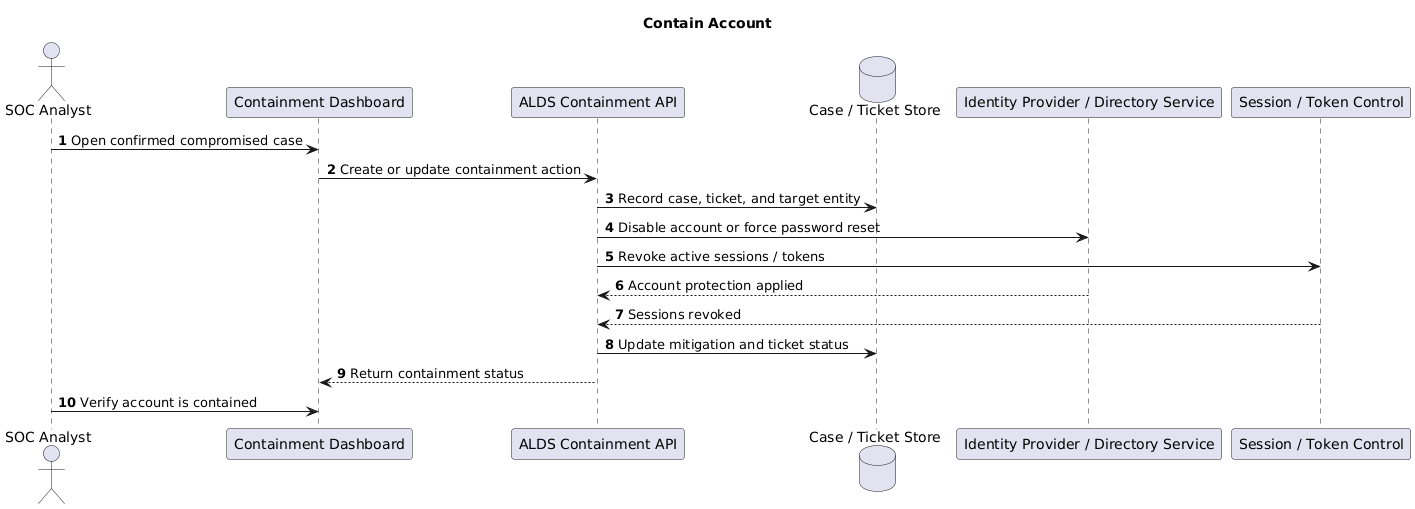 Contain Account
SOC Analyst
Containment Dashboard
ALDS Containment API
Case / Ticket Store
Identity Provider / Directory Service
Session / Token Control
1 Open confirmed compromised case
2 Create or update containment action
3 Record case, ticket, and target entity
4 Disable account or force password reset
5 Revoke active sessions / tokens
6 Account protection applied
7 Sessions revoked
8 Update mitigation and ticket status
9 Return containment status
10 Verify account is contained
SOC Analyst
Containment Dashboard
ALDS Containment API
Case / Ticket Store
Identity Provider / Directory Service
Session / Token Control